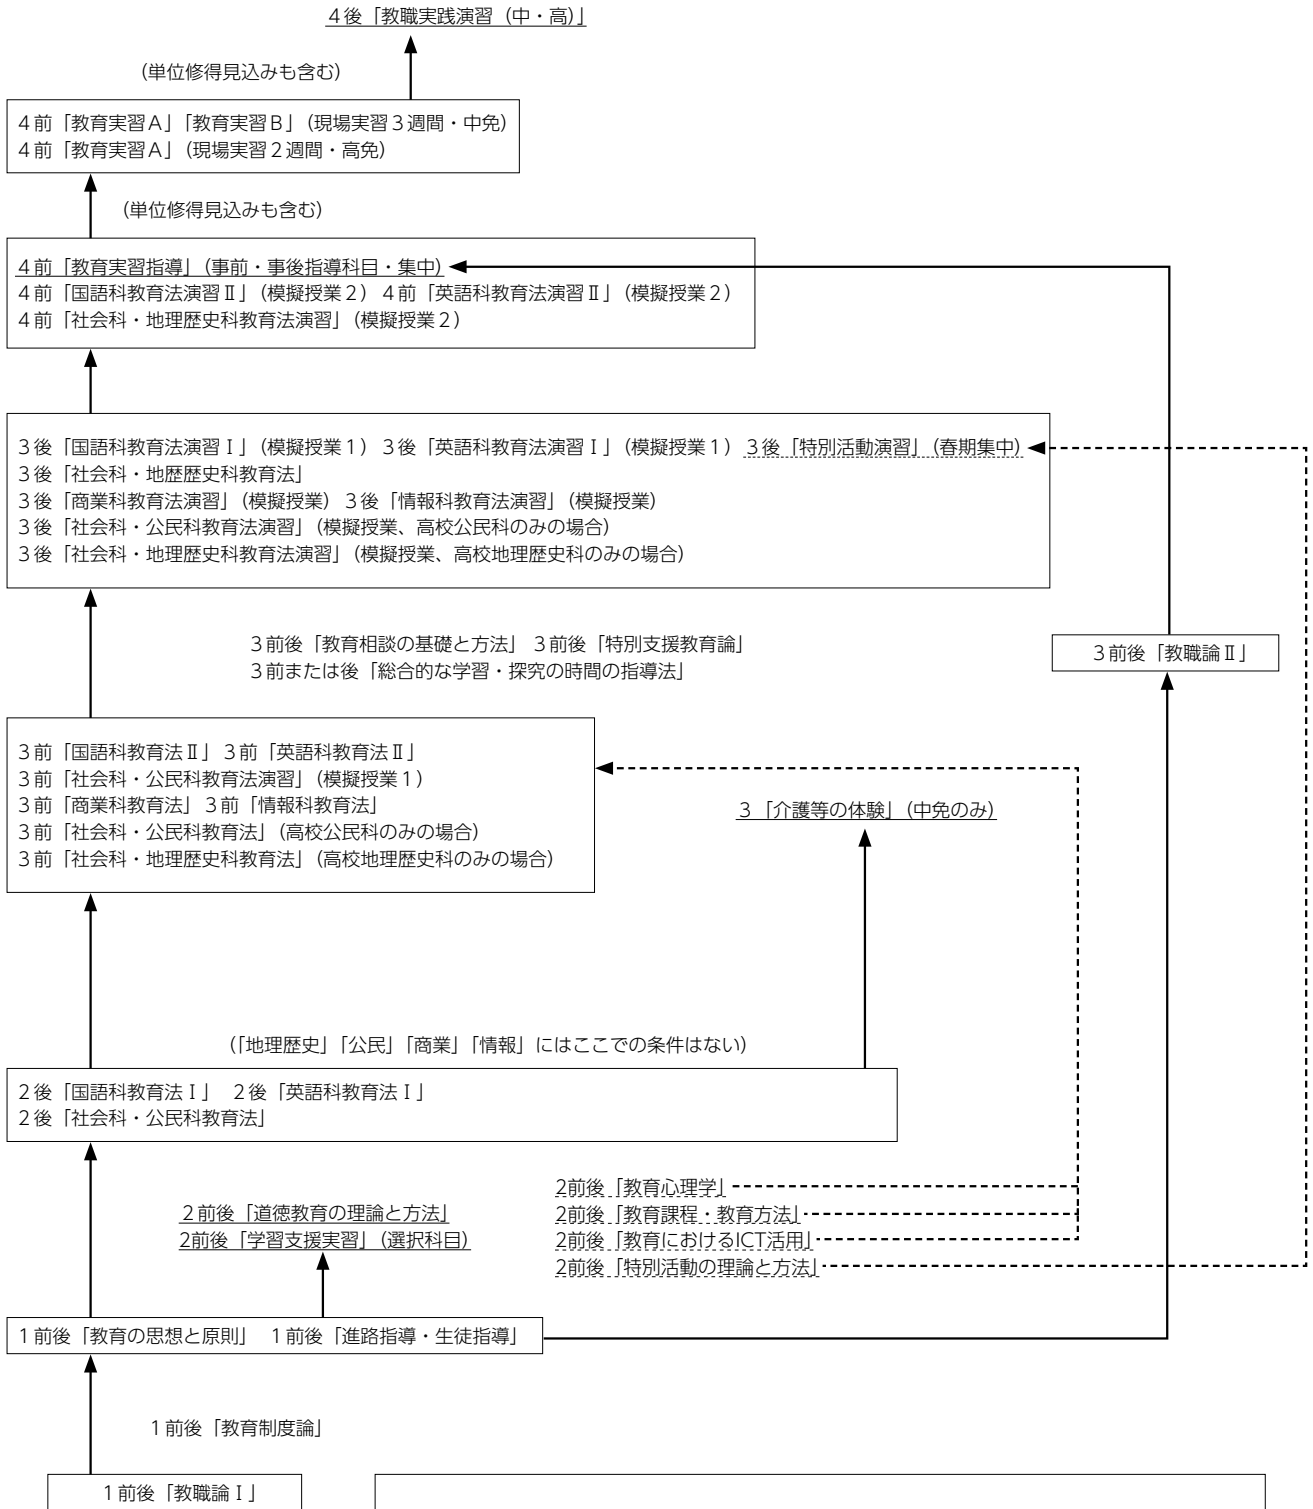 4後「教職実践演習（中・高）」
（単位修得見込みも含む）
4前「教育実習A」「教育実習B」（現場実習3週間・中免）
4前「教育実習A」（現場実習2週間・高免）
（単位修得見込みも含む）
4前「教育実習指導」（事前・事後指導科目・集中）
4前「国語科教育法演習Ⅱ」（模擬授業2） 4前「英語科教育法演習Ⅱ」（模擬授業2）
4前「社会科・地理歴史科教育法演習」（模擬授業2）
3後「国語科教育法演習Ⅰ」（模擬授業1） 3後「英語科教育法演習Ⅰ」（模擬授業1） 3後「特別活動演習」（春期集中）
3後「社会科・地歴歴史科教育法」
3後「商業科教育法演習」（模擬授業） 3後「情報科教育法演習」（模擬授業）
3後「社会科・公民科教育法演習」（模擬授業、高校公民科のみの場合）
3後「社会科・地理歴史科教育法演習」（模擬授業、高校地理歴史科のみの場合）
3前後「教育相談の基礎と方法」 3前後「特別支援教育論」
3前または後「総合的な学習・探究の時間の指導法」
3前後「教職論Ⅱ」
3前「国語科教育法Ⅱ」 3前「英語科教育法Ⅱ」
3前「社会科・公民科教育法演習」（模擬授業1）
3前「商業科教育法」 3前「情報科教育法」
3前「社会科・公民科教育法」（高校公民科のみの場合）
3前「社会科・地理歴史科教育法」（高校地理歴史科のみの場合）
3「介護等の体験」（中免のみ）
（「地理歴史」「公民」「商業」「情報」にはここでの条件はない）
2後「国語科教育法Ⅰ」 2後「英語科教育法Ⅰ」
2後「社会科・公民科教育法」
2前後「教育心理学」
2前後「教育課程・教育方法」
2前後「教育におけるICT活用」
2前後「特別活動の理論と方法」
2前後「道徳教育の理論と方法」
2前後「学習支援実習」（選択科目）
1前後「教育の思想と原則」 1前後「進路指導・生徒指導」
1前後「教育制度論」
1前後「教職論Ⅰ」